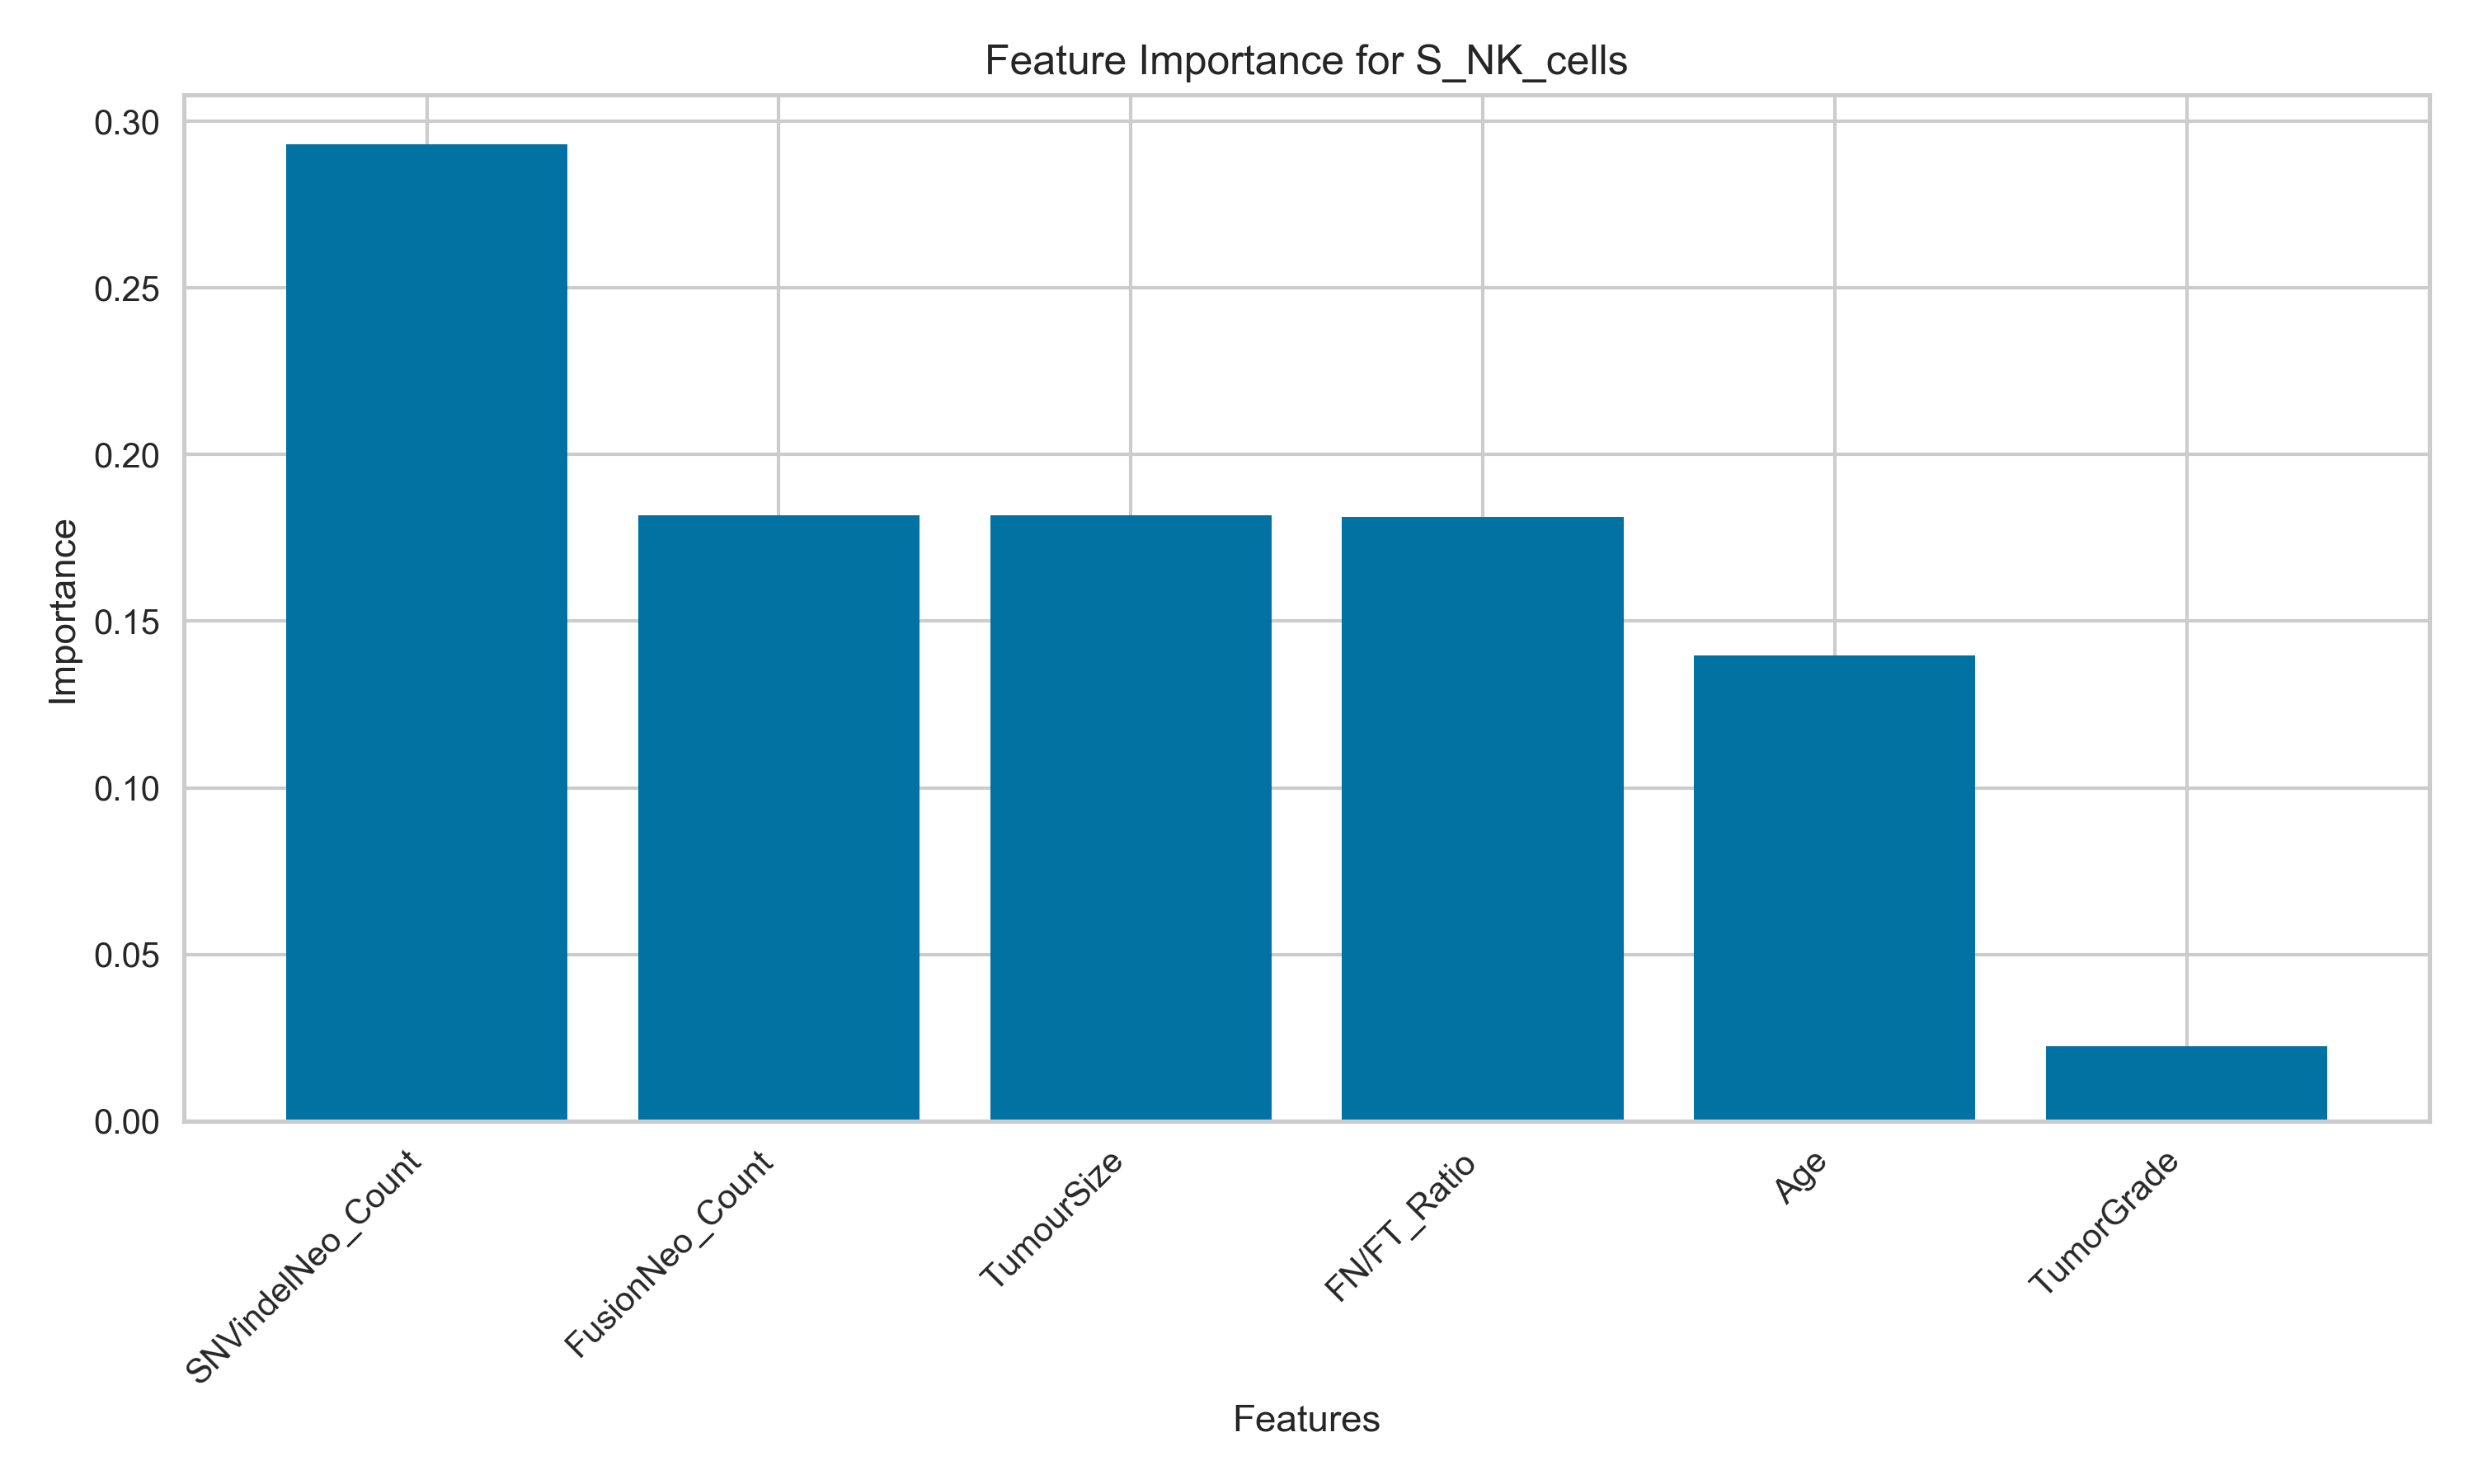 Feature Importance for S_NK_cells
Importance
0.30
0.25
0.20
0.15
0.10
0.05
0.00
SNVindelNeo_Count
FusionNeo_Count
TumourSize
FN/FT_Ratio
Age
TumorGrade
Features